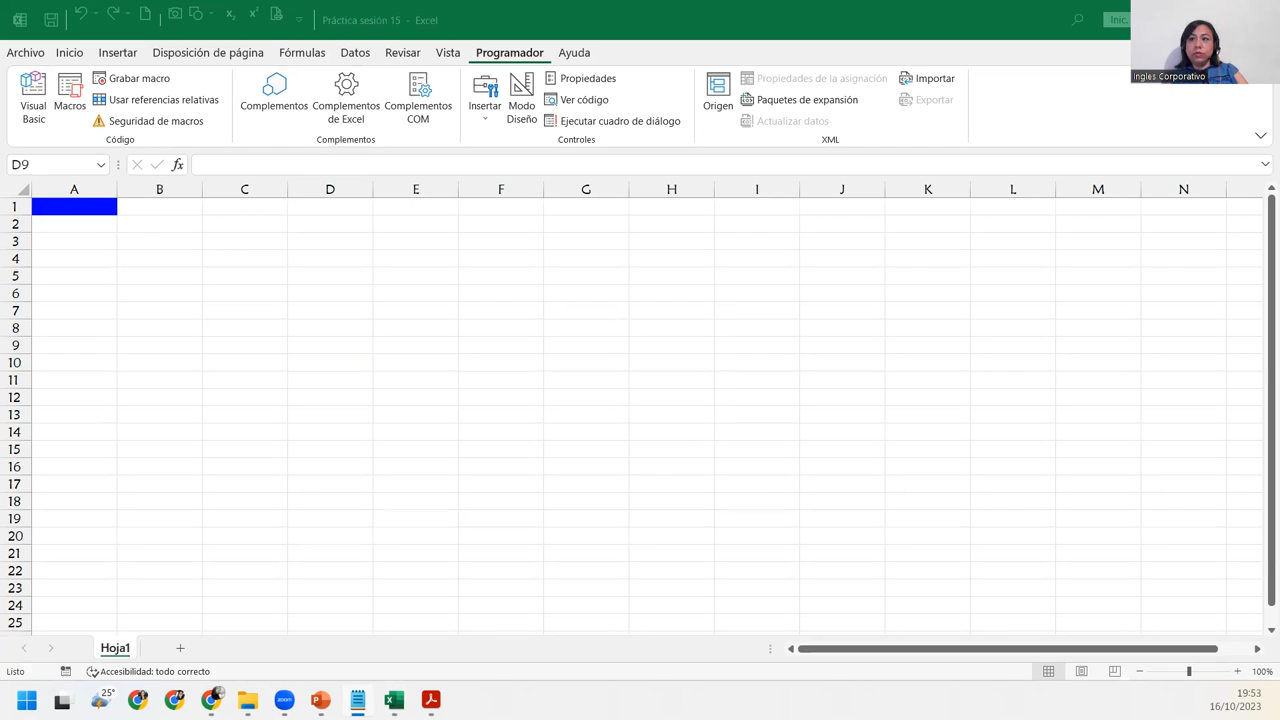 Práctica sesión 15 - Excel
Inic.
Archivo Inicio Insertar Disposición de página Fórmulas Datos Revisar Vista Programador Ayuda
Ingles Corporativo
Visual Basic
Macros
Grabar macro
Usar referencias relativas
Seguridad de macros
Código
Complementos
Complementos de Excel
Complementos COM
Complementos
Insertar
Modo Diseño
Propiedades
Ver código
Ejecutar cuadro de diálogo
Controles
Origen
Propiedades de la asignación
Paquetes de expansión
Actualizar datos
Importar
Exportar
XML
D9
fx
A B C D E F G H I J K L M N
1
2
3
4
5
6
7
8
9
10
11
12
13
14
15
16
17
18
19
20
21
22
23
24
25
Hoja1
Listo
Accesibilidad: todo correcto
100%
25°
zoom
19:53
16/10/2023